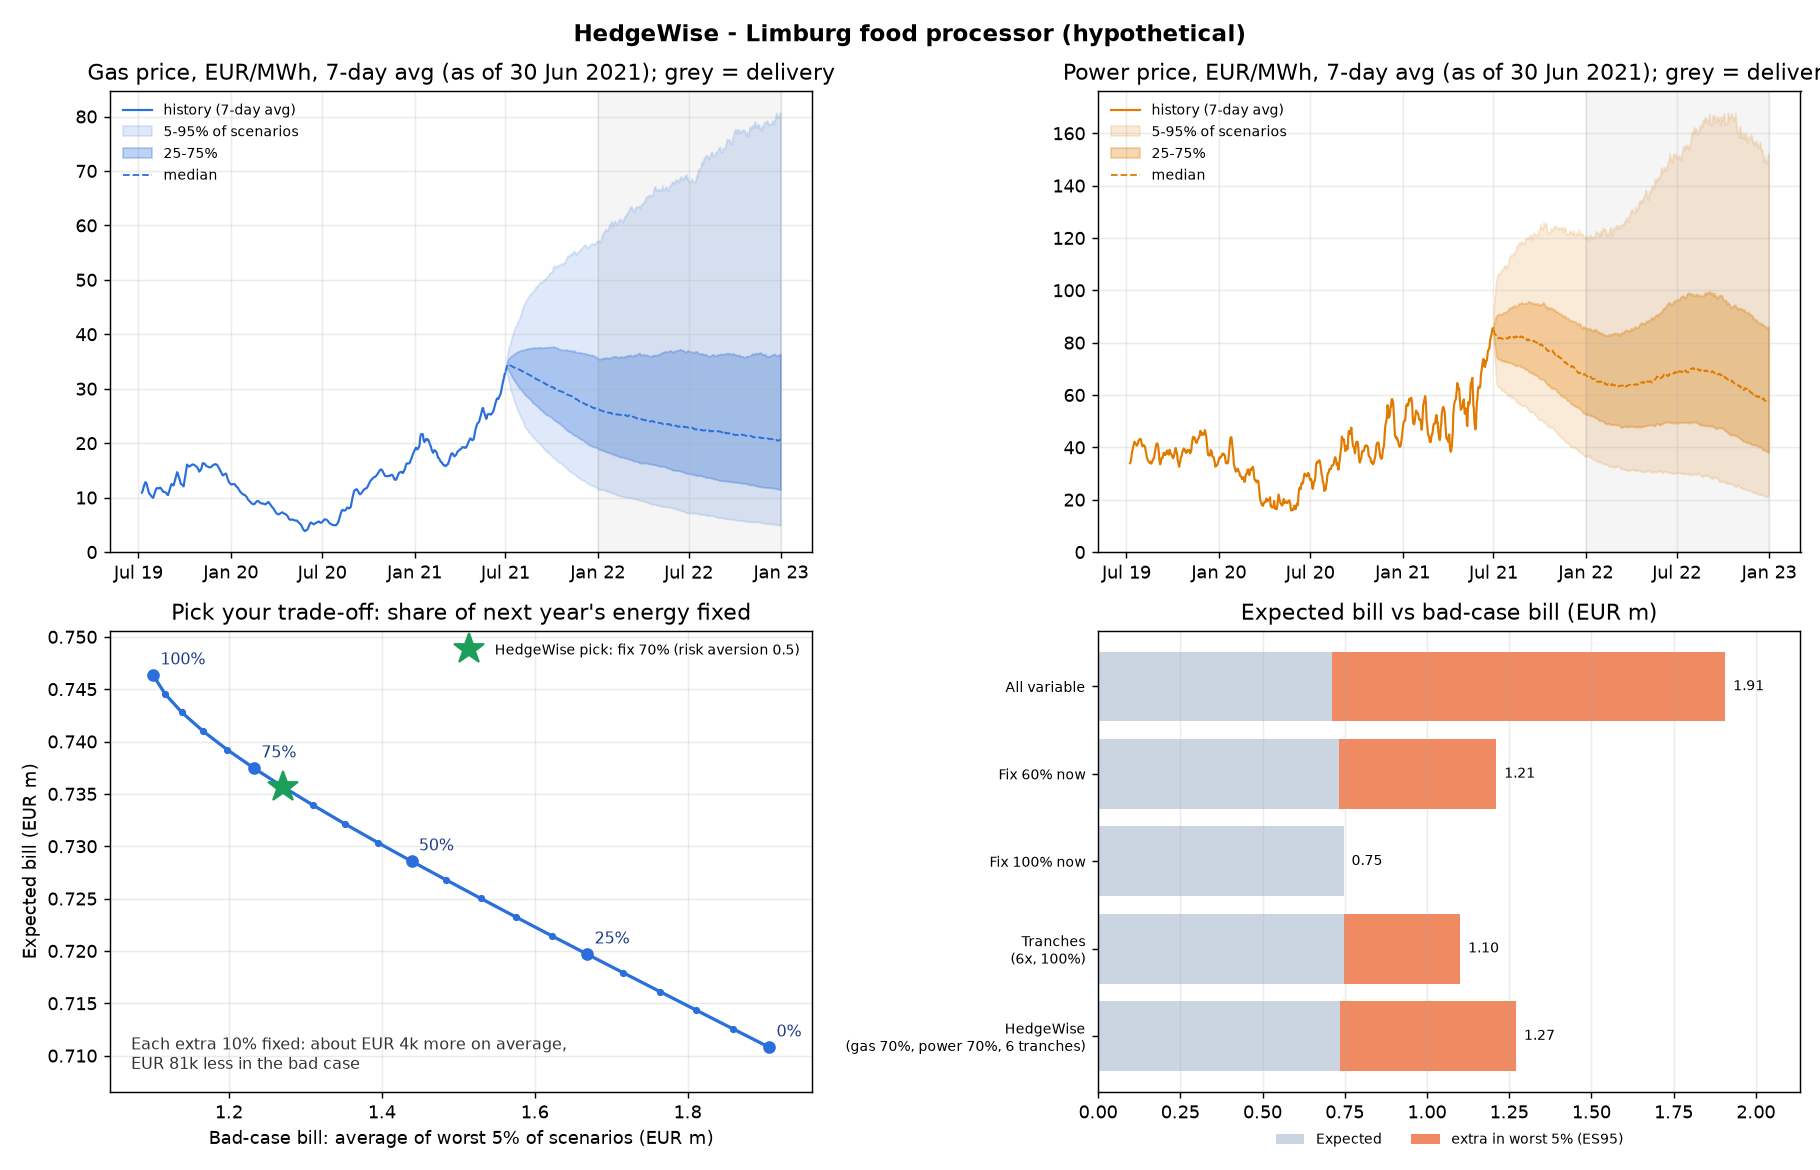 HedgeWise - Limburg food processor (hypothetical)
Gas price, EUR/MWh, 7-day avg (as of 30 Jun 2021); grey = delivery
history (7-day avg)
5-95% of scenarios
25-75%
median
80
70
60
50
40
30
20
10
0
Jul 19
Jan 20
Jul 20
Jan 21
Jul 21
Jan 22
Jul 22
Jan 23
Power price, EUR/MWh, 7-day avg (as of 30 Jun 2021); grey = deliver
history (7-day avg)
5-95% of scenarios
25-75%
median
160
140
120
100
80
60
40
20
0
Jul 19
Jan 20
Jul 20
Jan 21
Jul 21
Jan 22
Jul 22
Jan 23
Pick your trade-off: share of next year's energy fixed
HedgeWise pick: fix 70% (risk aversion 0.5)
Expected bill (EUR m)
0.750
0.745
0.740
0.735
0.730
0.725
0.720
0.715
0.710
100%
75%
50%
25%
0%
Each extra 10% fixed: about EUR 4k more on average,
EUR 81k less in the bad case
1.2
1.4
1.6
1.8
Bad-case bill: average of worst 5% of scenarios (EUR m)
Expected bill vs bad-case bill (EUR m)
All variable
1.91
Fix 60% now
1.21
Fix 100% now
0.75
Tranches
(6x, 100%)
1.10
HedgeWise
(gas 70%, power 70%, 6 tranches)
1.27
0.00
0.25
0.50
0.75
1.00
1.25
1.50
1.75
2.00
Expected
extra in worst 5% (ES95)